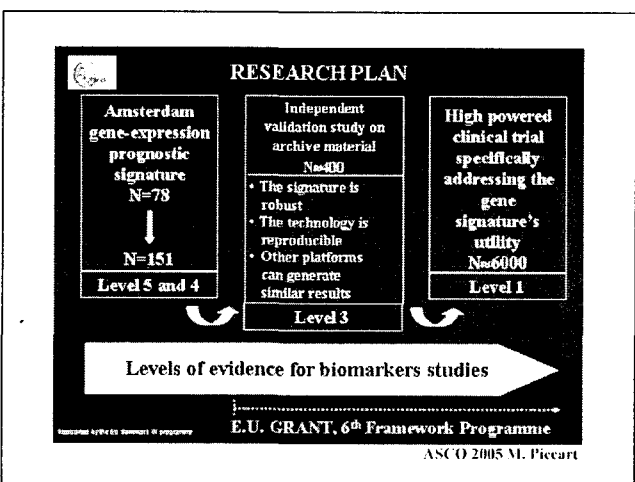 RESEARCH PLAN
Amsterdam
gene-expression
prognostic
signature
N=78
N=151
Level 5 and 4
Independent
validation study on
archive material
N≈400
• The signature is
robust
• The technology is
reproducible
• Other platforms
can generate
similar results
Level 3
High powered
clinical trial
specifically
addressing the
gene
signature's
utility
N≈6000
Level 1
Levels of evidence for biomarkers studies
E.U. GRANT, 6th Framework Programme
ASCO 2005 M. Piccart